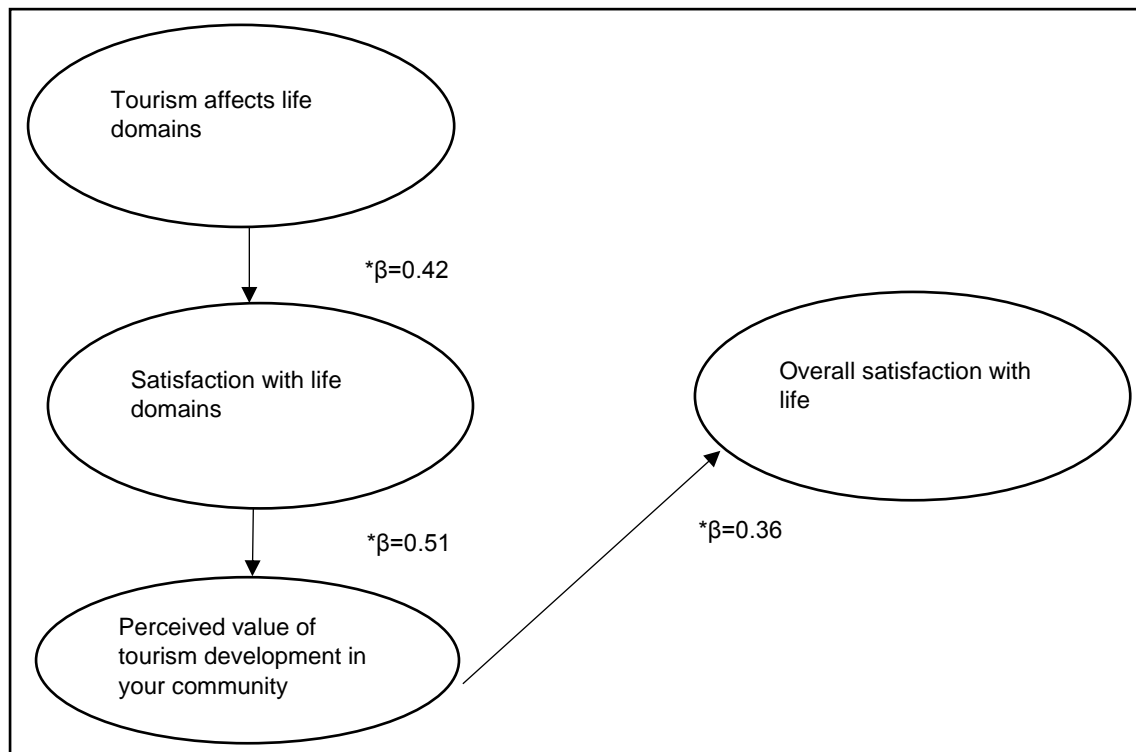 Tourism affects life
domains
*β=0.42
Satisfaction with life
domains
Overall satisfaction with
life
*β=0.51
*β=0.36
Perceived value of
tourism development in
your community